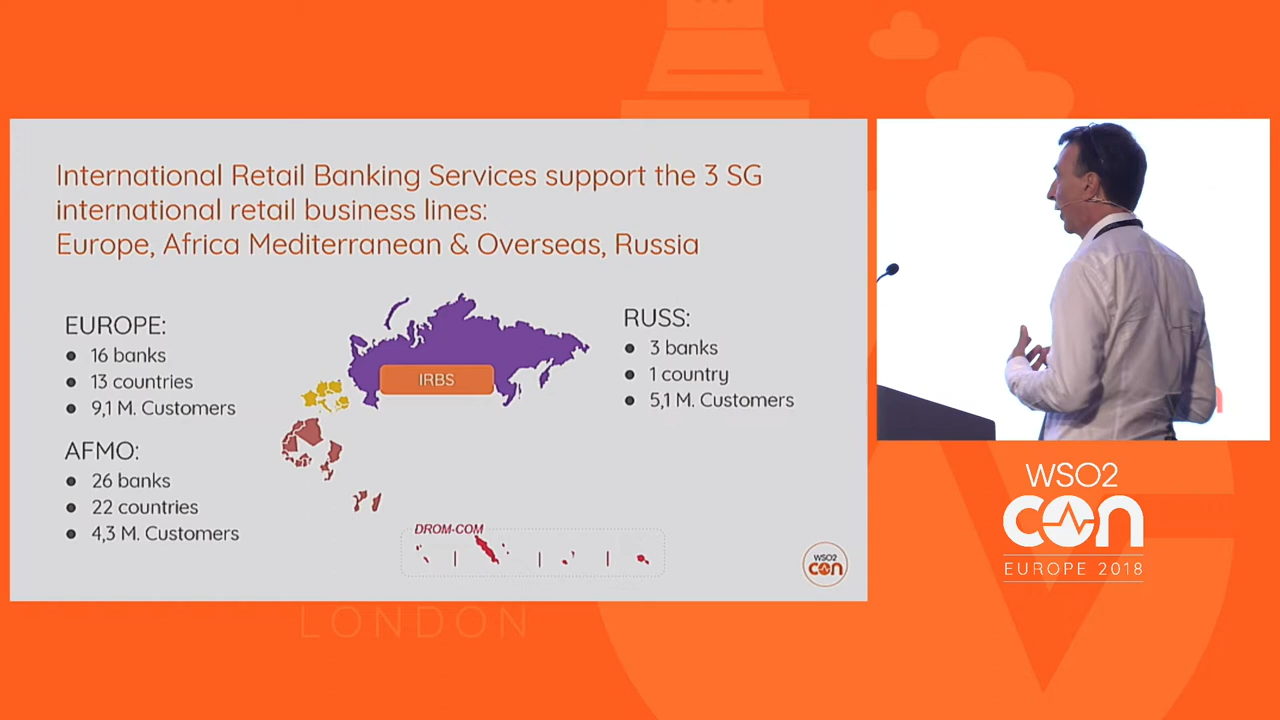 International Retail Banking Services support the 3 SG
international retail business lines:
Europe, Africa Mediterranean & Overseas, Russia
EUROPE:
16 banks
13 countries
9,1 M. Customers
AFMO:
26 banks
22 countries
4,3 M. Customers
IRBS
RUSS:
3 banks
1 country
5,1 M. Customers
DROM-COM
WSO2
CON
WSO2
CON
EUROPE 2018
LONDON